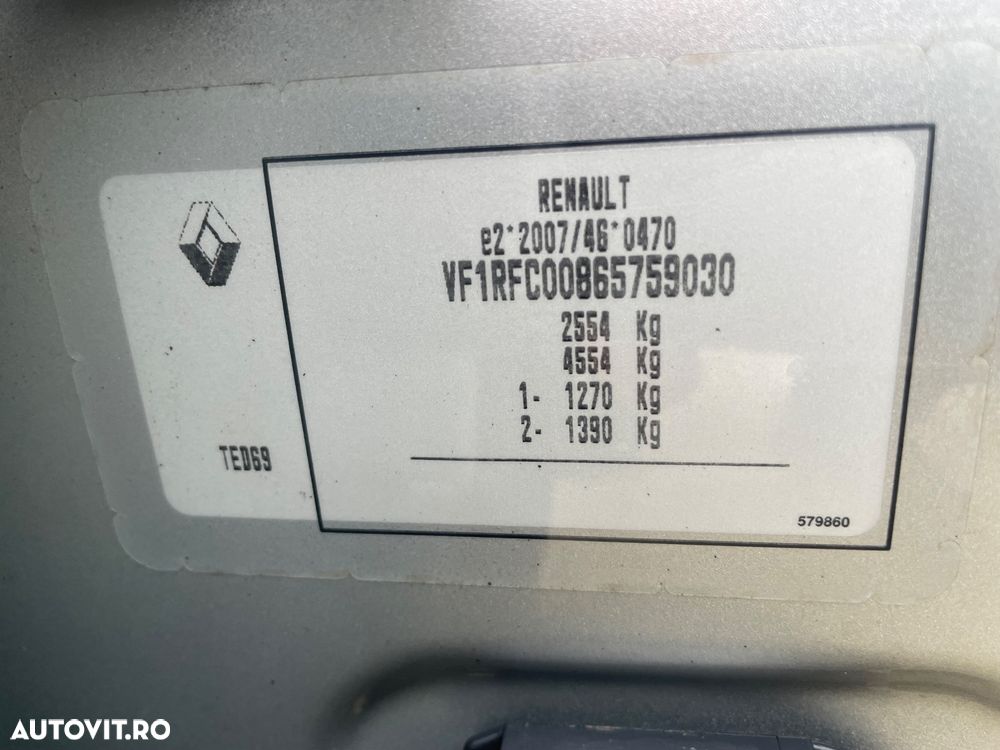 RENAULT
e2*2007/46*0470
VF1RFC00865759030
2554 Kg
4554 Kg
1- 1270 Kg
2- 1390 Kg
TED69
579860
AUTOVIT.RO